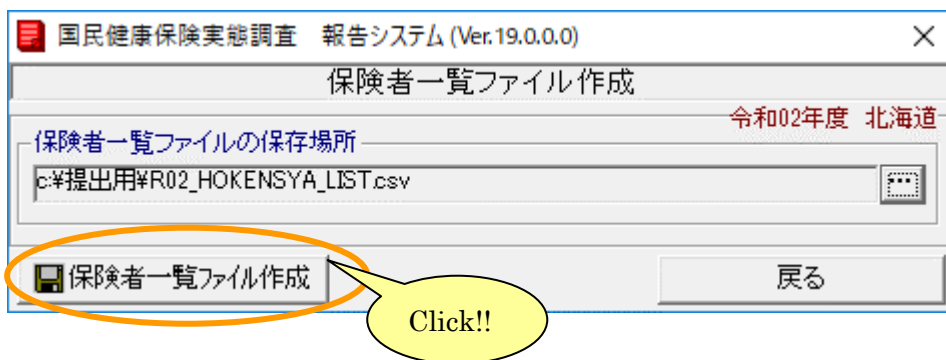 国民健康保険実態調査　報告システム (Ver.19.0.0.0)
保険者一覧ファイル作成
令和02年度 北海道
保険者一覧ファイルの保存場所
c:¥提出用¥R02_HOKENSYA_LIST.csv
...
保険者一覧ファイル作成
戻る
Click!!